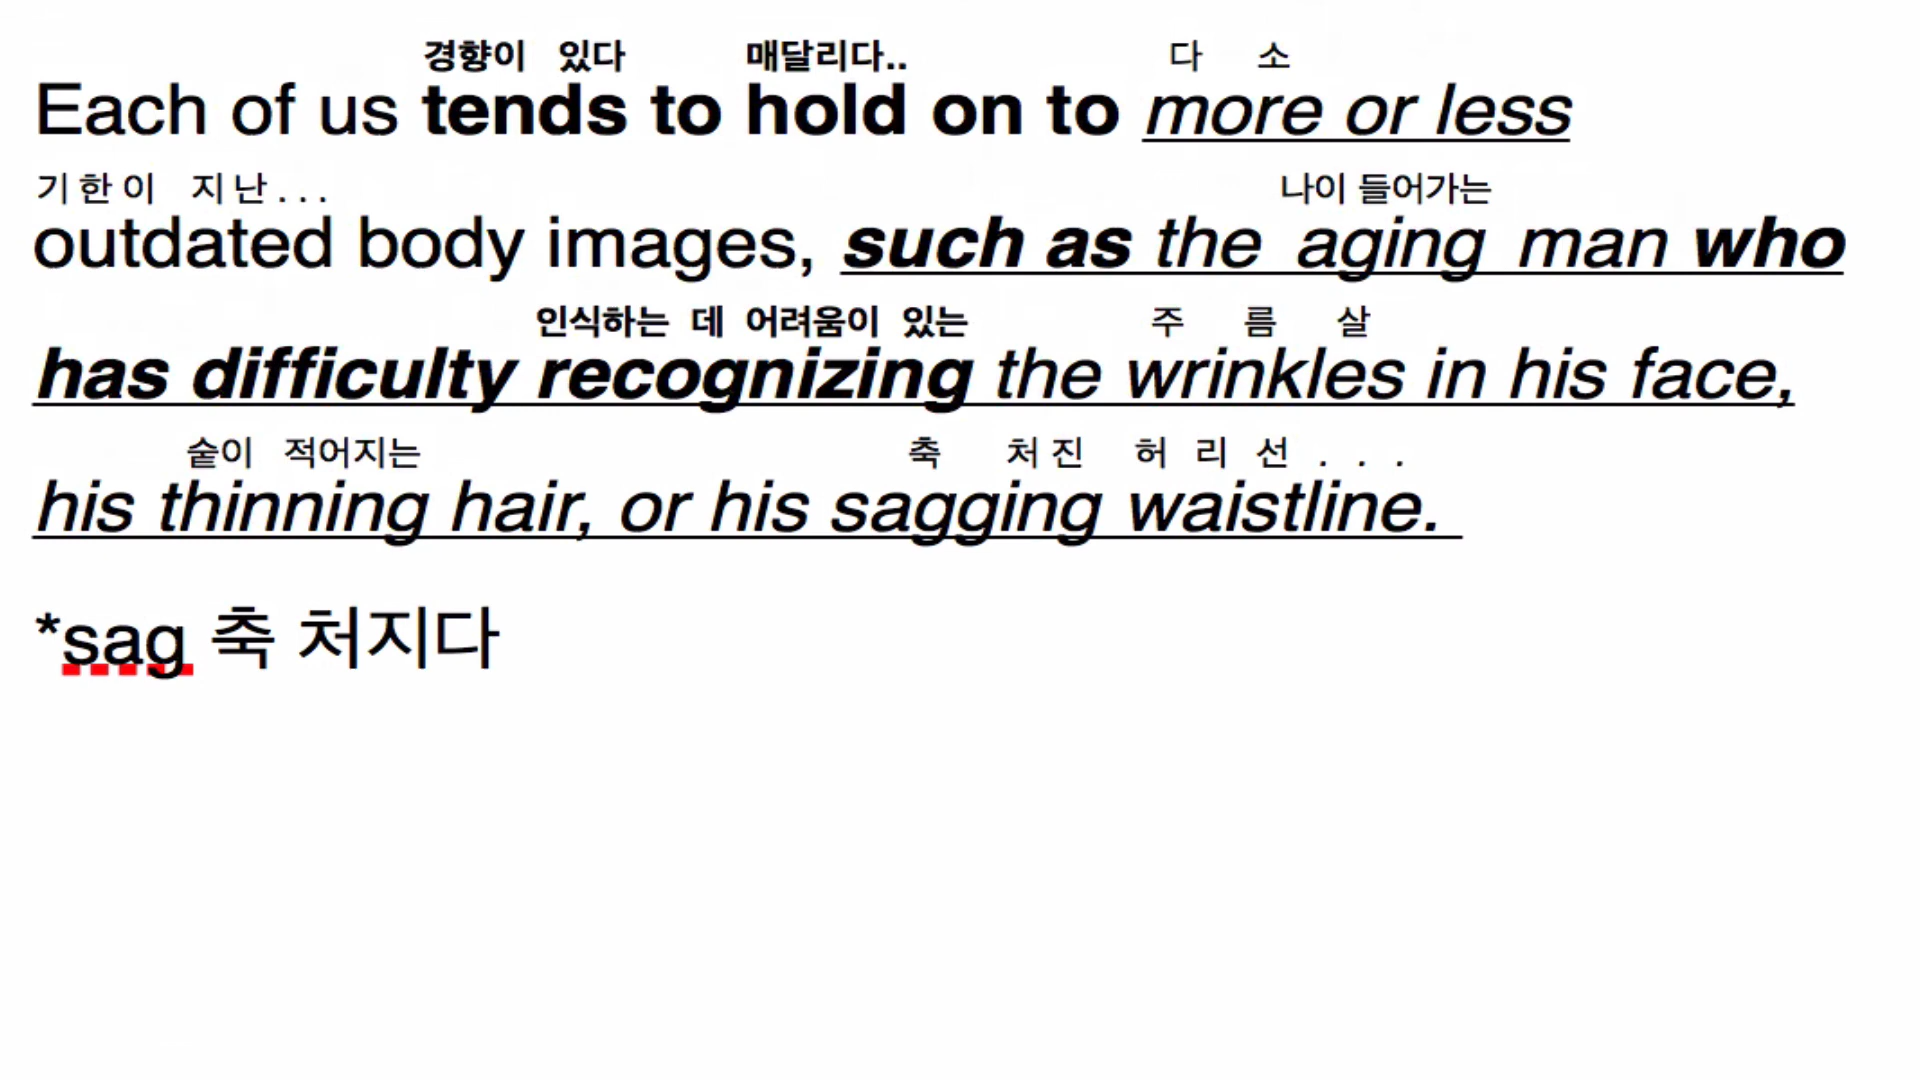 경향이 있다 매달리다.. 다 소
Each of us tends to hold on to more or less
기한이 지난... 나이 들어가는
outdated body images, such as the aging man who
인식하는 데 어려움이 있는 주 름 살
has difficulty recognizing the wrinkles in his face,
숱이 적어지는 축 처진 허 리 선 . . .
his thinning hair, or his sagging waistline.
*sag 축 처지다